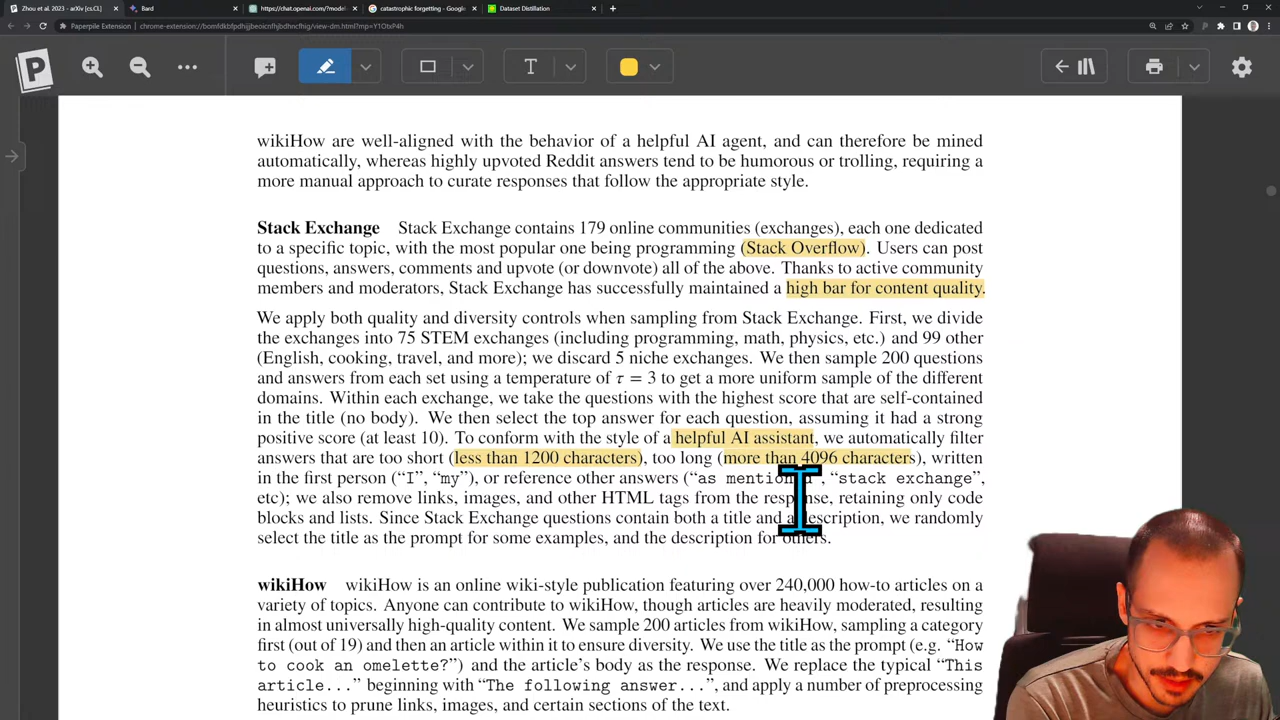 Zhou et al. 2023 - arXiv [cs.CL]
Bard
https://chat.openai.com/?model
catastrophic forgetting - Google
Dataset Distillation
Paperpile Extension
P
T
wikiHow are well-aligned with the behavior of a helpful AI agent, and can therefore be mined
automatically, whereas highly upvoted Reddit answers tend to be humorous or trolling, requiring
a more manual approach to curate responses that follow the appropriate style.
Stack Exchange Stack Exchange contains 179 online communities (exchanges), each one dedicated
to a specific topic, with the most popular one being programming (Stack Overflow). Users can post
questions, answers, comments and upvote (or downvote) all of the above. Thanks to active community
members and moderators, Stack Exchange has successfully maintained a high bar for content quality.
We apply both quality and diversity controls when sampling from Stack Exchange. First, we divide
the exchanges into 75 STEM exchanges (including programming, math, physics, etc.) and 99 other
(English, cooking, travel, and more); we discard 5 niche exchanges. We then sample 200 questions
and answers from each set using a temperature of τ = 3 to get a more uniform sample of the different
domains. Within each exchange, we take the questions with the highest score that are self-contained
in the title (no body). We then select the top answer for each question, assuming it had a strong
positive score (at least 10). To conform with the style of a helpful AI assistant, we automatically filter
answers that are too short (less than 1200 characters), too long (more than 4096 characters), written
in the first person ("I", "my"), or reference other answers ("as mentioned", "stack exchange",
etc); we also remove links, images, and other HTML tags from the response, retaining only code
blocks and lists. Since Stack Exchange questions contain both a title and a description, we randomly
select the title as the prompt for some examples, and the description for others.
wikiHow wikiHow is an online wiki-style publication featuring over 240,000 how-to articles on a
variety of topics. Anyone can contribute to wikiHow, though articles are heavily moderated, resulting
in almost universally high-quality content. We sample 200 articles from wikiHow, sampling a category
first (out of 19) and then an article within it to ensure diversity. We use the title as the prompt (e.g. "How
to cook an omelette?") and the article's body as the response. We replace the typical "This
article..." beginning with "The following answer...", and apply a number of preprocessing
heuristics to prune links, images, and certain sections of the text.